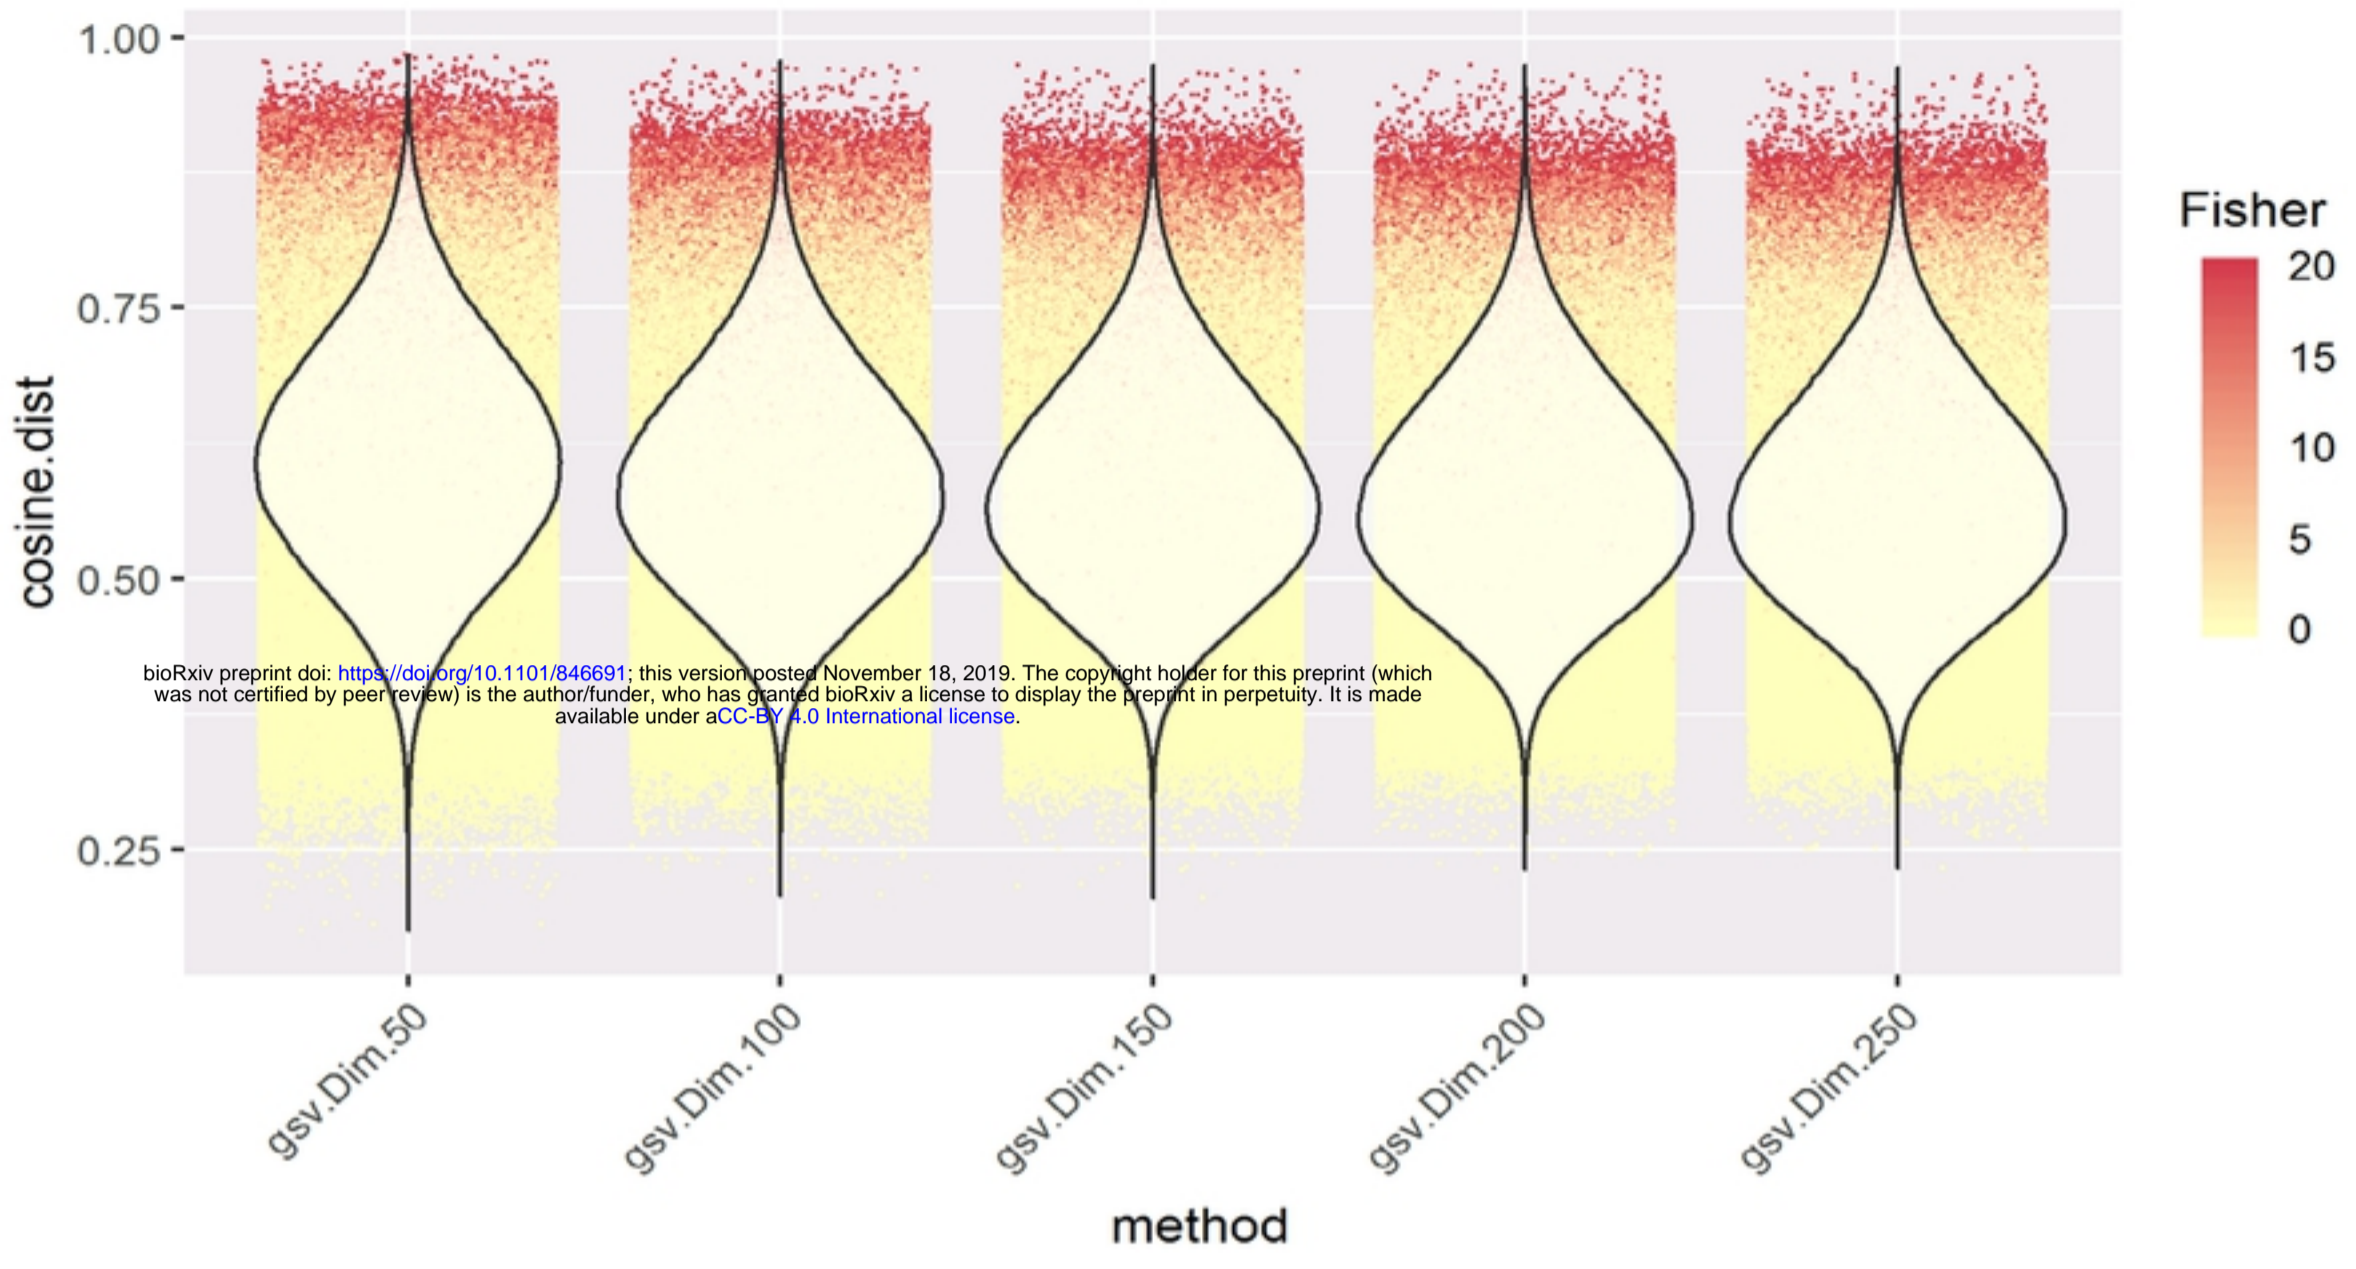 1.00
0.75
0.50
0.25
cosine.dist
bioRxiv preprint doi: https://doi.org/10.1101/846691; this version posted November 18, 2019. The copyright holder for this preprint (which
was not certified by peer review) is the author/funder, who has granted bioRxiv a license to display the preprint in perpetuity. It is made
available under aCC-BY 4.0 International license.
gsv.Dim.50
gsv.Dim.100
gsv.Dim.150
gsv.Dim.200
gsv.Dim.250
method
Fisher
20
15
10
5
0